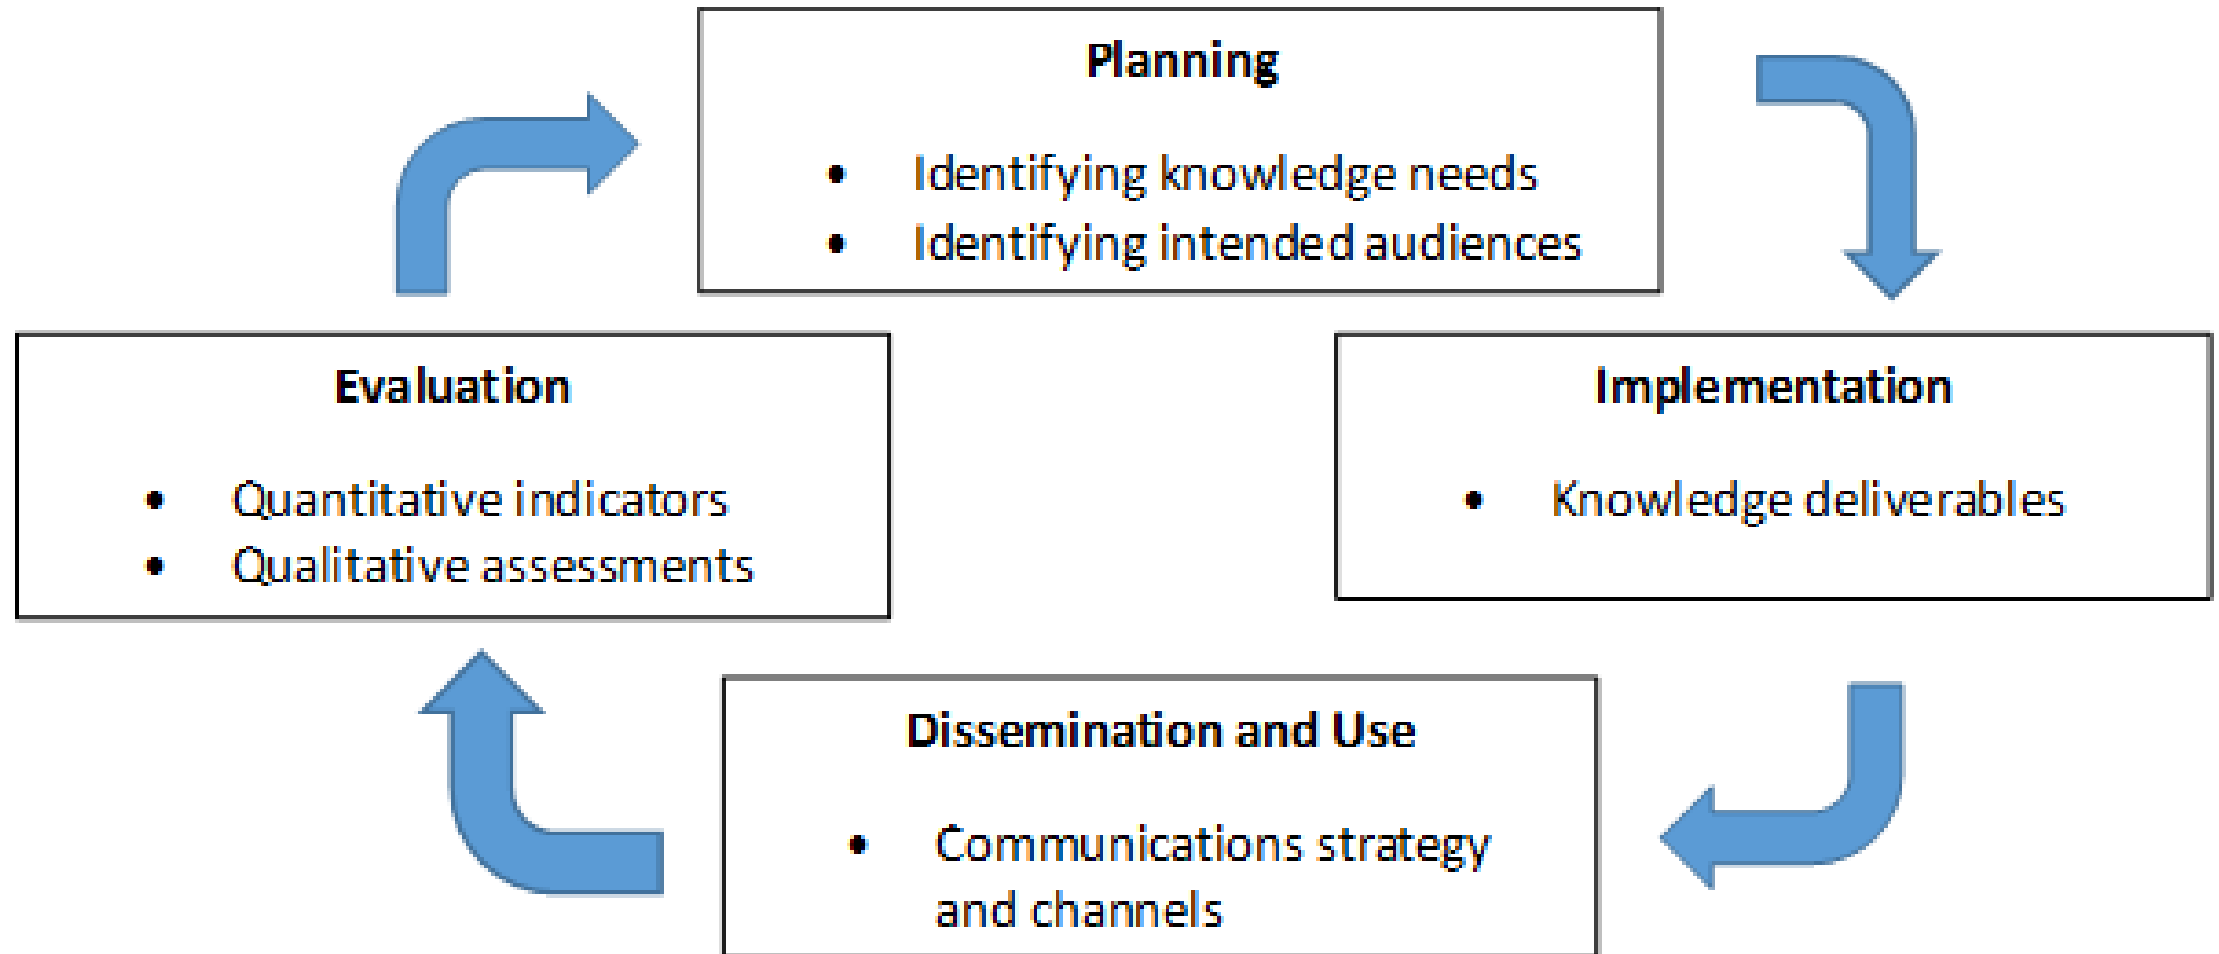 Planning
• Identifying knowledge needs
• Identifying intended audiences
Evaluation
• Quantitative indicators
• Qualitative assessments
Implementation
• Knowledge deliverables
Dissemination and Use
• Communications strategy
and channels